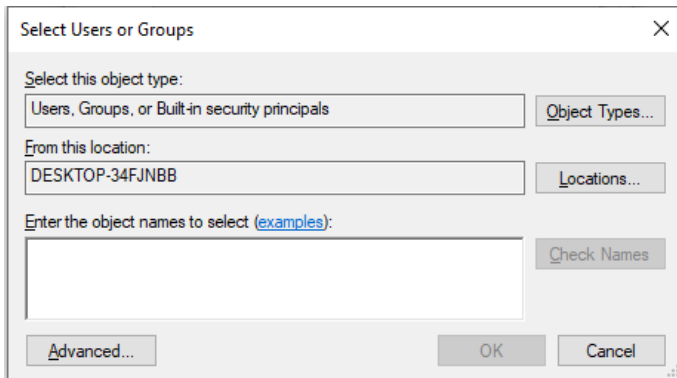 Select Users or Groups
Select this object type:
Users, Groups, or Built-in security principals
Object Types...
From this location:
DESKTOP-34FJNBB
Locations...
Enter the object names to select (examples):
Check Names
Advanced...
OK
Cancel